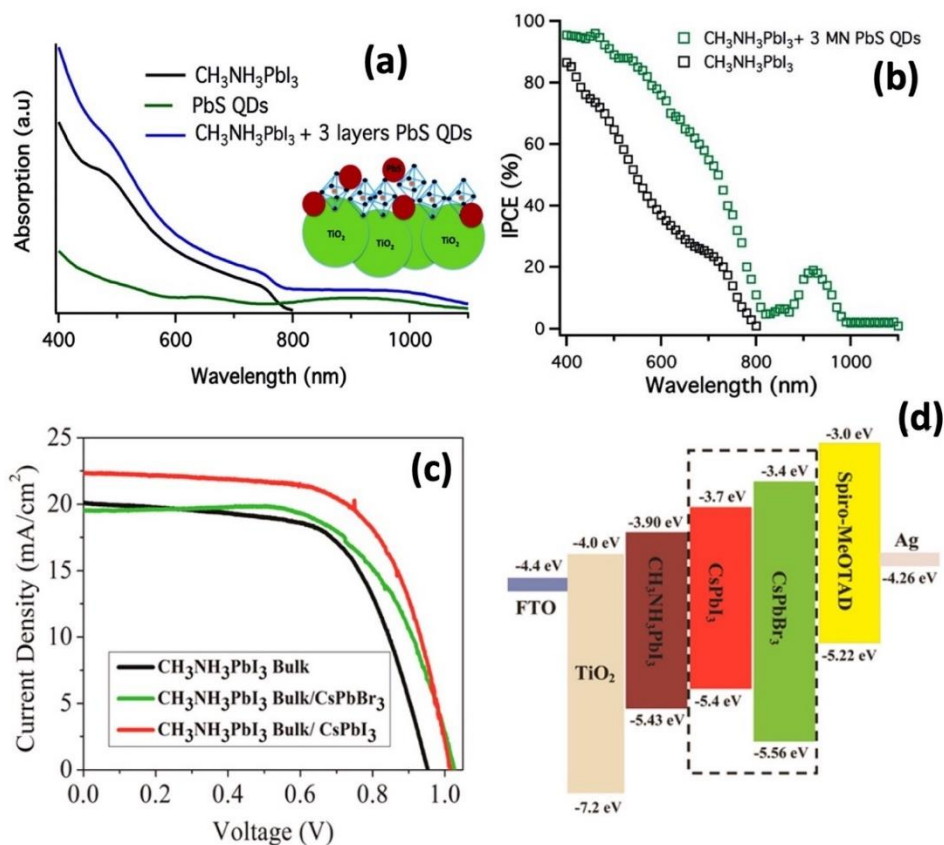 (a)
CH₃NH₃PbI₃
PbS QDs
CH₃NH₃PbI₃ + 3 layers PbS QDs
TiO₂
TiO₂
TiO₂
Absorption (a.u)
400 600 800 1000
Wavelength (nm)
(b)
CH₃NH₃PbI₃+ 3 MN PbS QDs
CH₃NH₃PbI₃
IPCE (%)
100
80
60
40
20
0
400 600 800 1000
Wavelength (nm)
(c)
Current Density (mA/cm²)
25
20
15
10
5
0
CH₃NH₃PbI₃ Bulk
CH₃NH₃PbI₃ Bulk/CsPbBr₃
CH₃NH₃PbI₃ Bulk/ CsPbI₃
0.0 0.2 0.4 0.6 0.8 1.0
Voltage (V)
(d)
-4.4 eV
FTO
-4.0 eV
TiO₂
-7.2 eV
-3.90 eV
CH₃NH₃PbI₃
-5.43 eV
-3.7 eV
CsPbI₃
-5.4 eV
-3.4 eV
CsPbBr₃
-5.56 eV
-3.0 eV
Spiro-MeOTAD
-5.22 eV
Ag
-4.26 eV